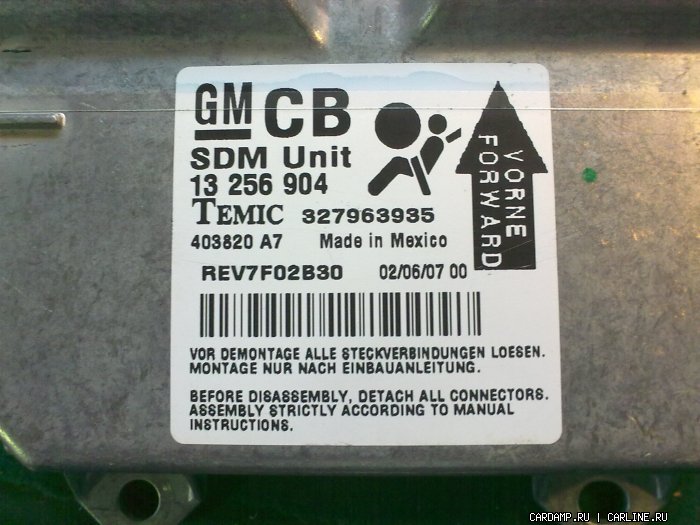 GM CB
SDM Unit
13 256 904
TEMIC 327963935
403820 A7 Made in Mexico
REV7F02B30 02/06/07 00
VORNE
FORWARD
VOR DEMONTAGE ALLE STECKVERBINDUNGEN LOESEN.
MONTAGE NUR NACH EINBAUANLEITUNG.
BEFORE DISASSEMBLY, DETACH ALL CONNECTORS.
ASSEMBLY STRICTLY ACCORDING TO MANUAL
INSTRUCTIONS.
CARDAMP.RU | CARLINE.RU